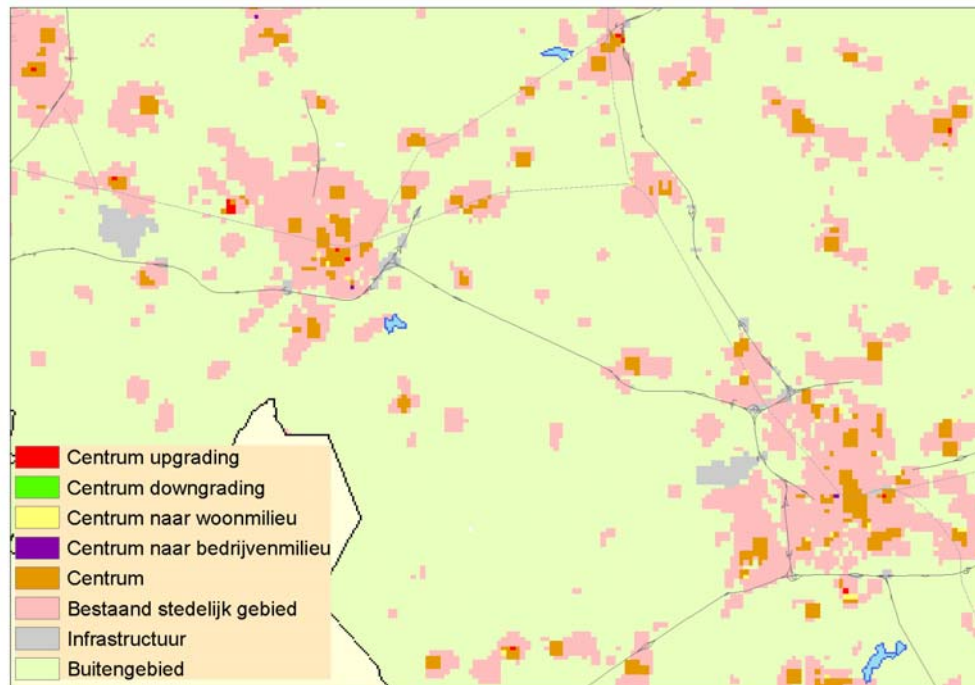 Centrum upgrading
Centrum downgrading
Centrum naar woonmilieu
Centrum naar bedrijvenmilieu
Centrum
Bestaand stedelijk gebied
Infrastructuur
Buitengebied